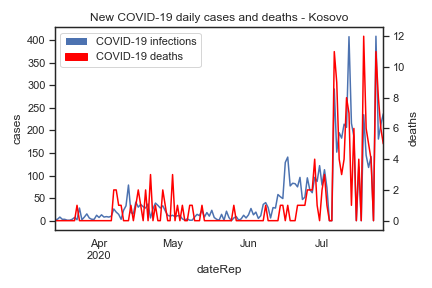 New COVID-19 daily cases and deaths - Kosovo
COVID-19 infections
COVID-19 deaths
400
350
300
250
200
150
100
50
0
cases
12
10
8
6
4
2
0
deaths
Apr
2020
May
Jun
Jul
dateRep